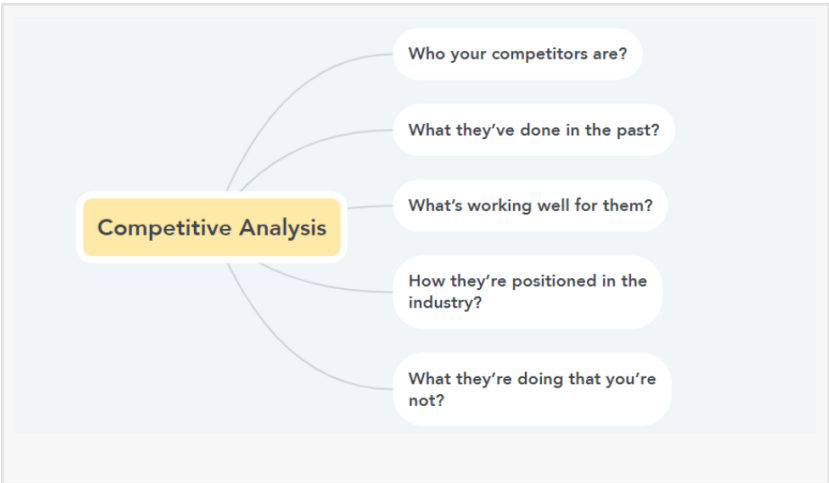 Who your competitors are?
What they’ve done in the past?
What’s working well for them?
Competitive Analysis
How they’re positioned in the
industry?
What they’re doing that you’re
not?